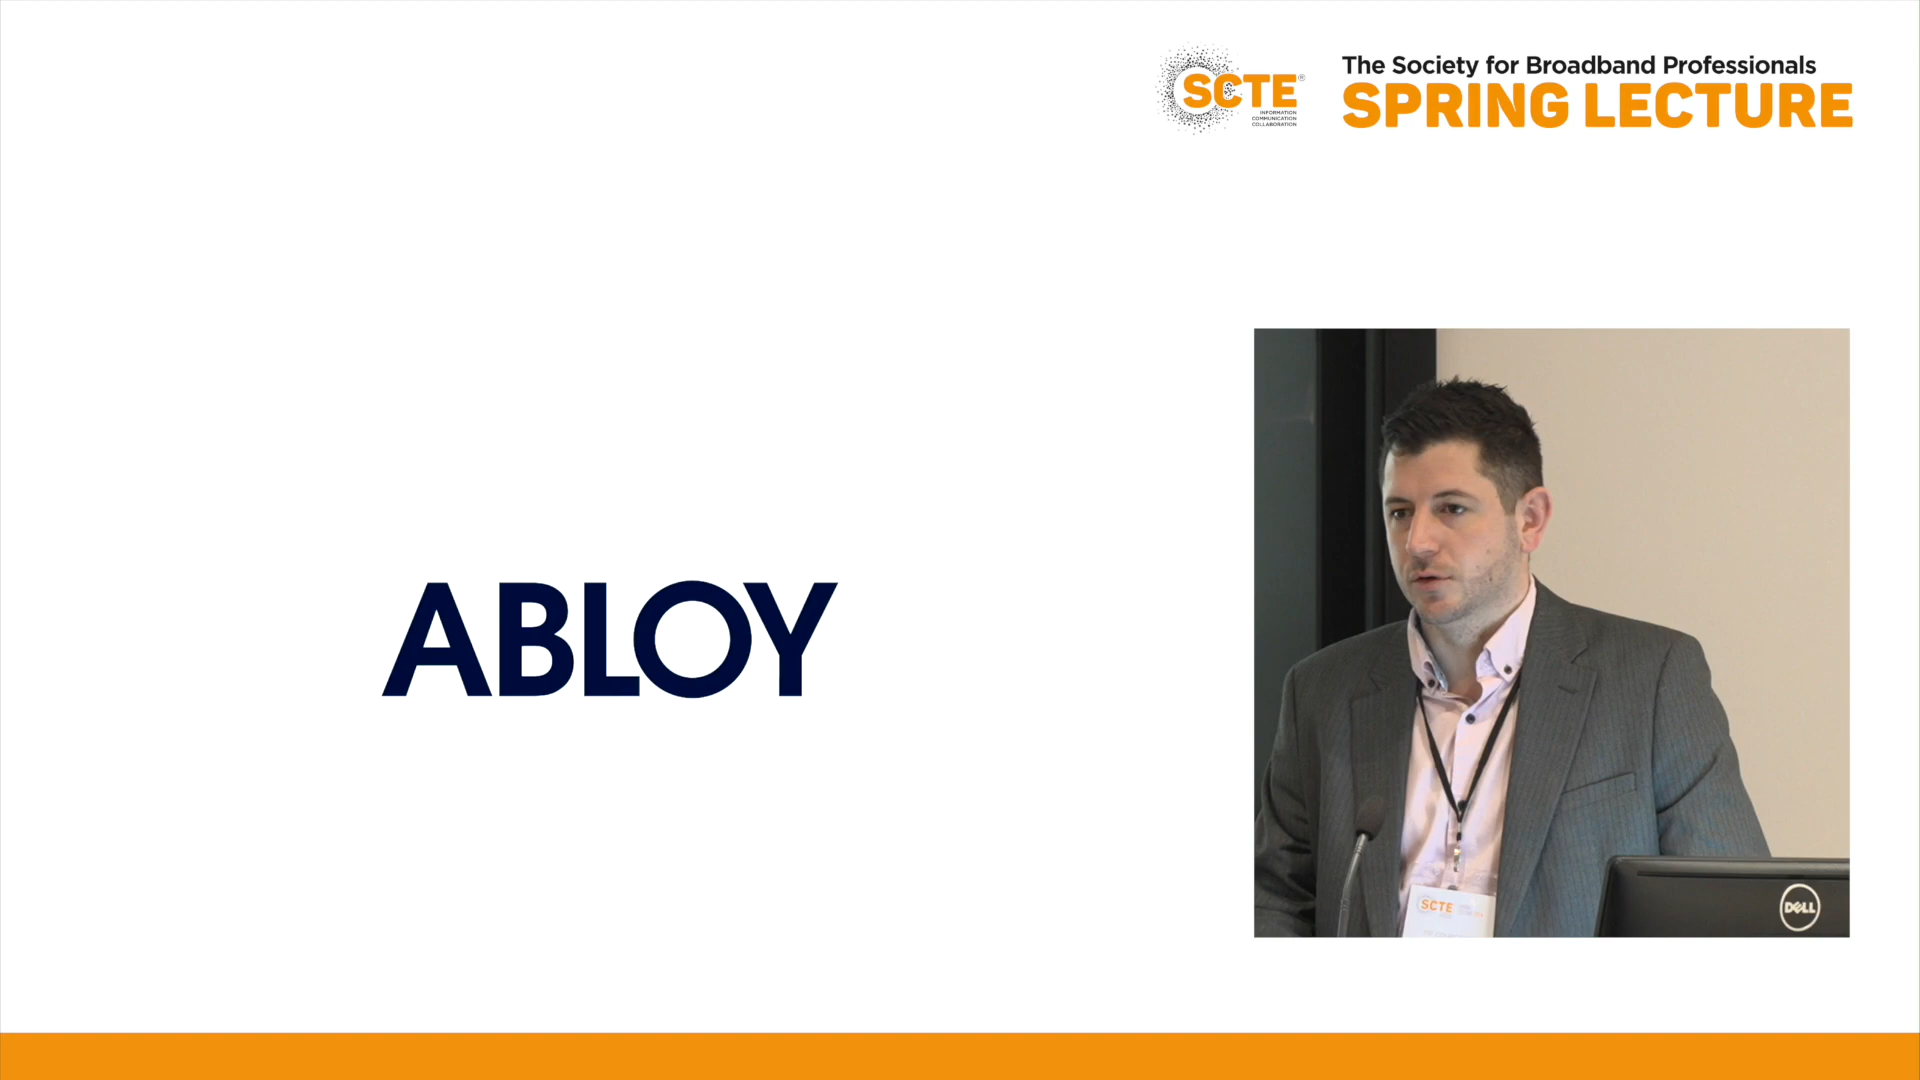 SCTE®
INFORMATION
COMMUNICATION
COLLABORATION
The Society for Broadband Professionals
SPRING LECTURE
ABLOY
SCTE
DELL